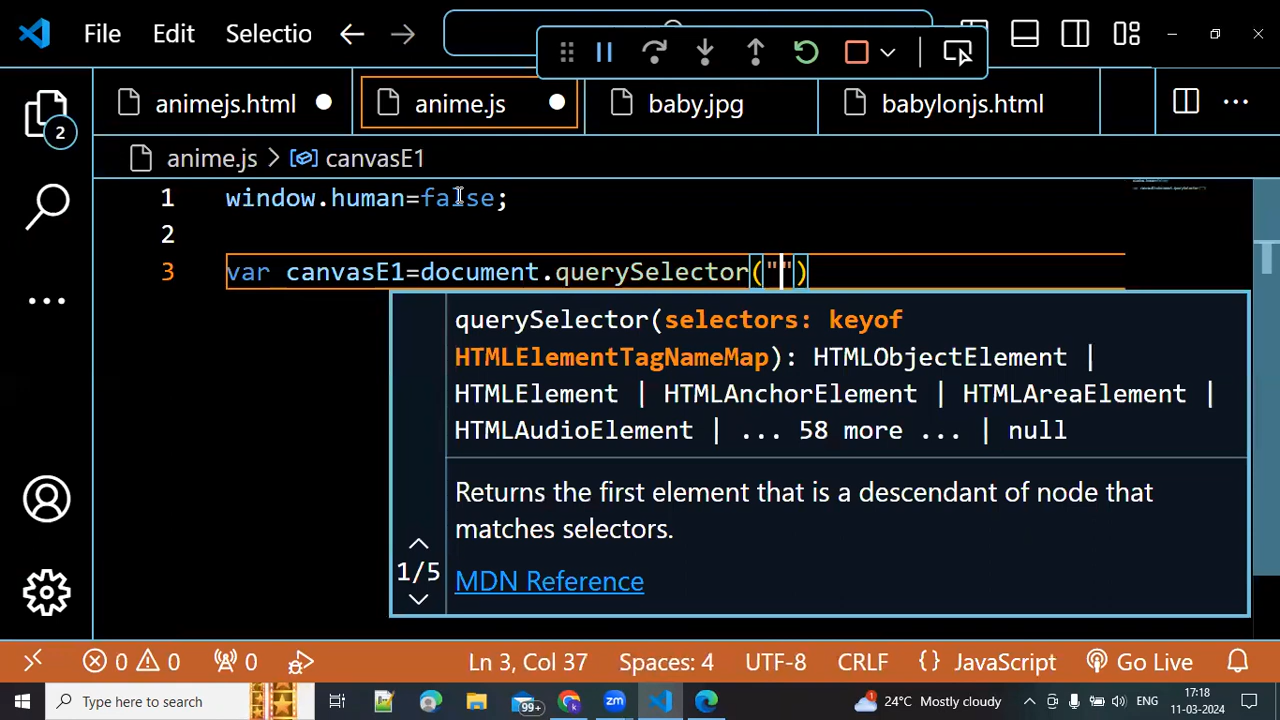 File Edit Selectio
animejs.html anime.js baby.jpg babylonjs.html
anime.js > canvasE1
1 window.human=false;
2
3 var canvasE1=document.querySelector("")
querySelector(selectors: keyof
HTMLElementTagNameMap): HTMLObjectElement |
HTMLElement | HTMLAnchorElement | HTMLAreaElement |
HTMLAudioElement | ... 58 more ... | null
Returns the first element that is a descendant of node that
matches selectors.
1/5
MDN Reference
2
0 0 0 Ln 3, Col 37 Spaces: 4 UTF-8 CRLF {} JavaScript Go Live
Type here to search 99+ zm 1 24°C Mostly cloudy ENG 17:18
11-03-2024